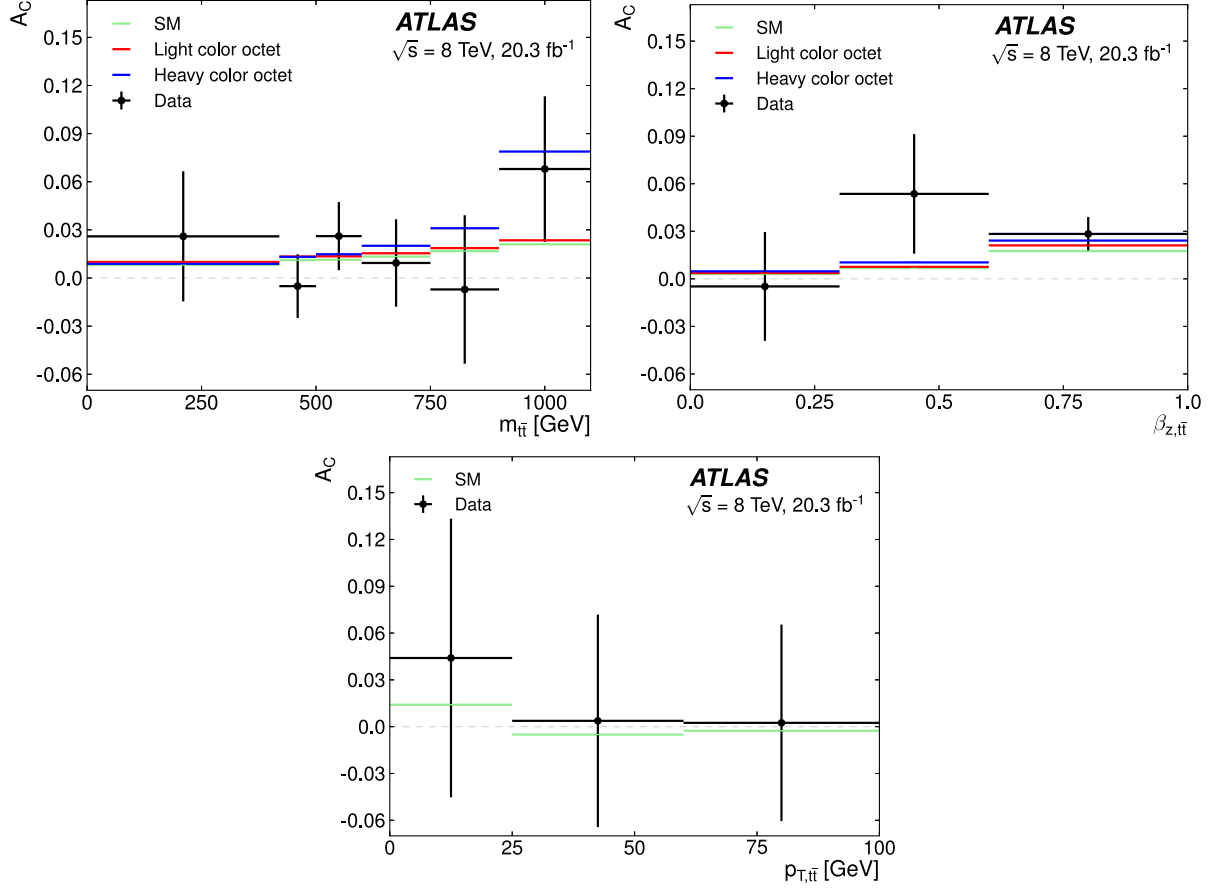 A_C
ATLAS
√s = 8 TeV, 20.3 fb⁻¹
SM
Light color octet
Heavy color octet
Data
0.15
0.12
0.09
0.06
0.03
0.0
-0.03
-0.06
0 250 500 750 1000
m_tt̄ [GeV]
A_C
ATLAS
√s = 8 TeV, 20.3 fb⁻¹
SM
Light color octet
Heavy color octet
Data
0.15
0.12
0.09
0.06
0.03
0.0
-0.03
-0.06
0.0 0.25 0.5 0.75 1.0
β_z,tt̄
A_C
ATLAS
√s = 8 TeV, 20.3 fb⁻¹
SM
Data
0.15
0.12
0.09
0.06
0.03
0.0
-0.03
-0.06
0 25 50 75 100
p_T,tt̄ [GeV]